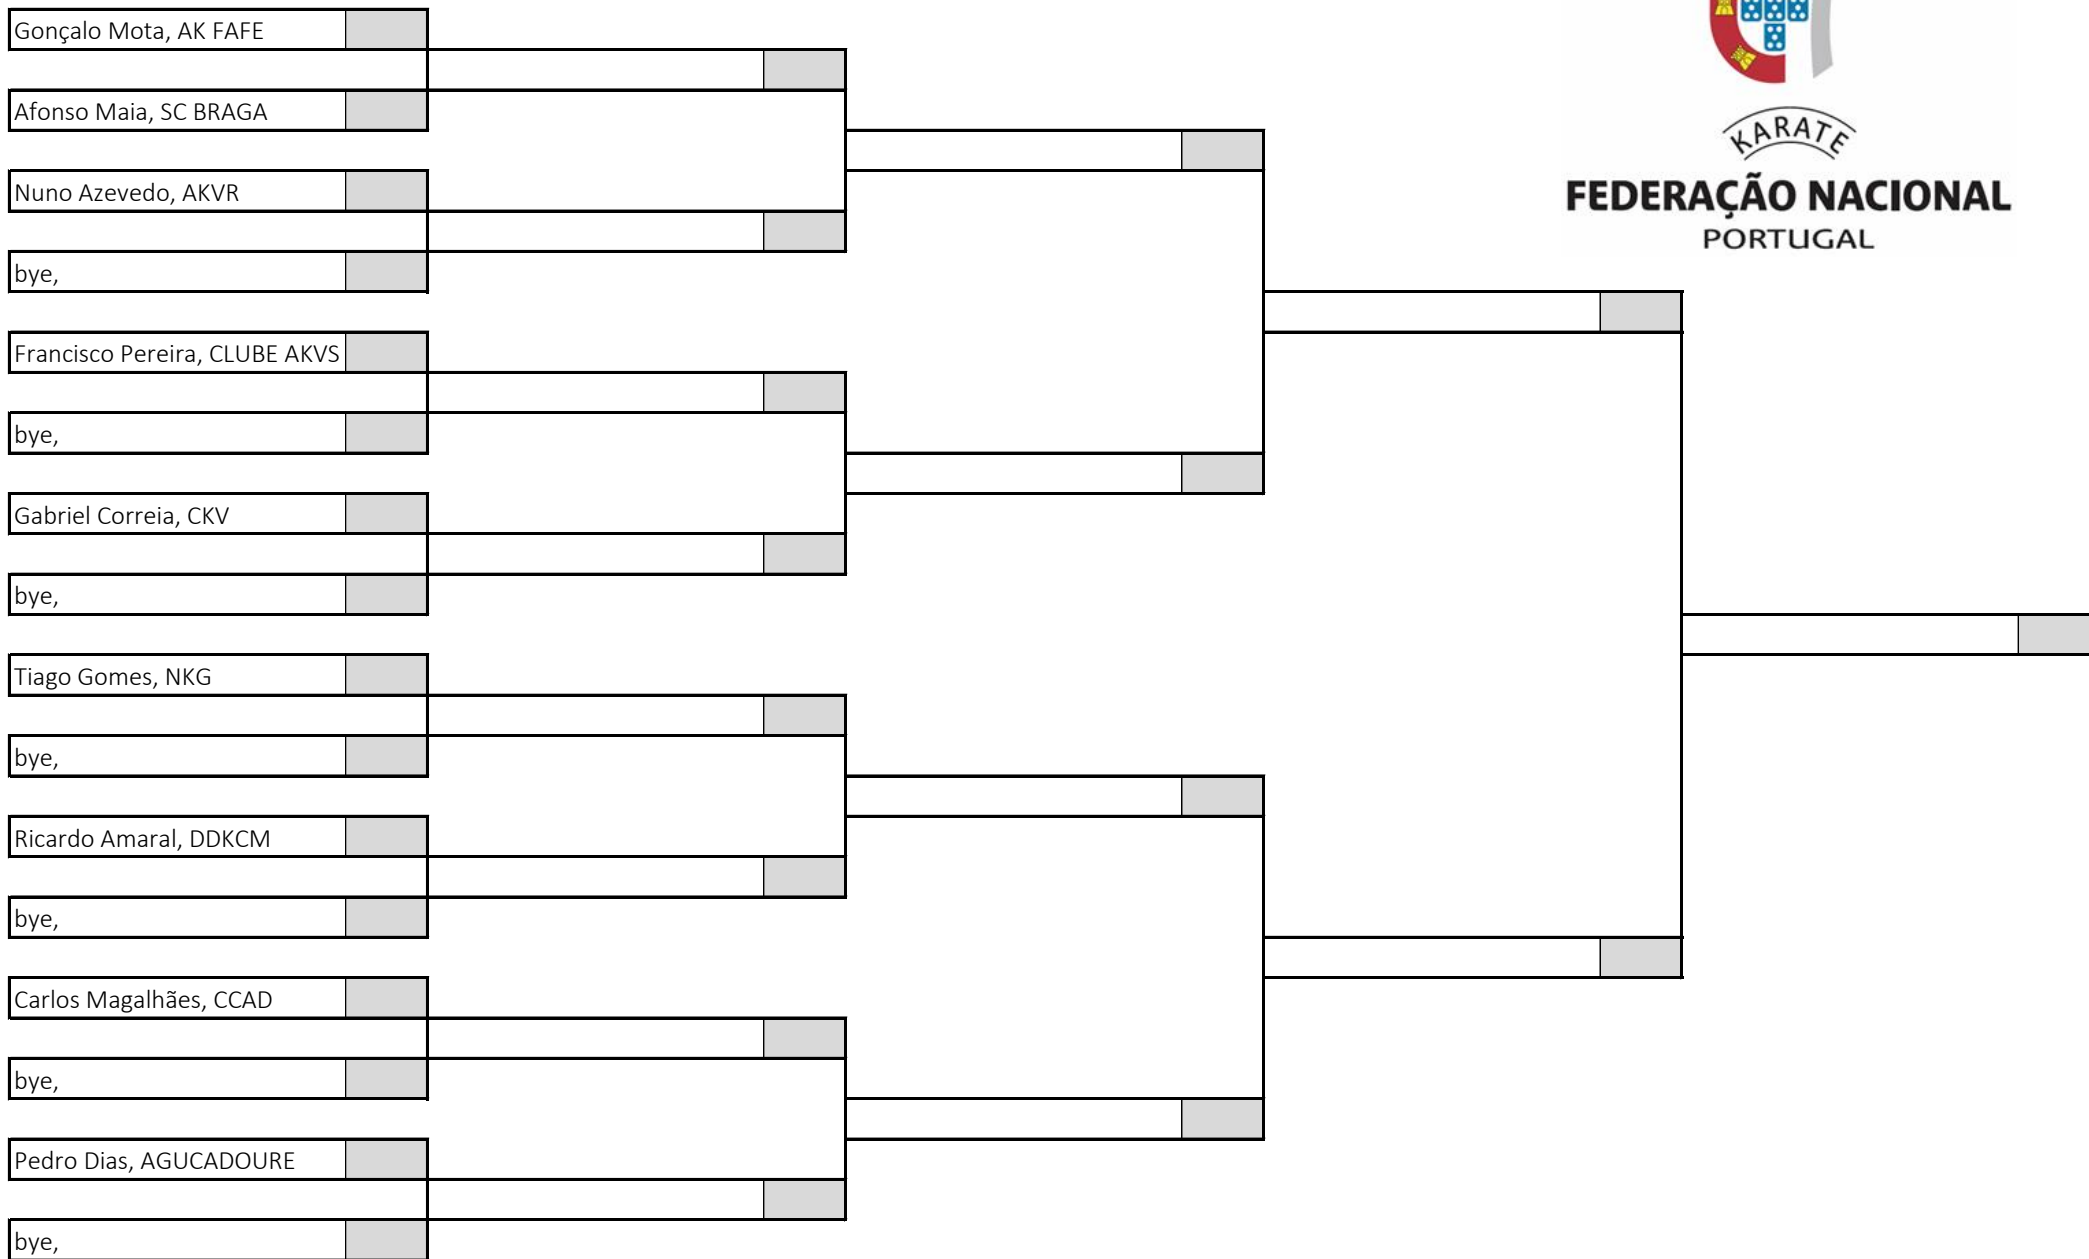 Gonçalo Mota, AK FAFE
Afonso Maia, SC BRAGA
Nuno Azevedo, AKVR
bye,
Francisco Pereira, CLUBE AKVS
bye,
Gabriel Correia, CKV
bye,
Tiago Gomes, NKG
bye,
Ricardo Amaral, DDKCM
bye,
Carlos Magalhães, CCAD
bye,
Pedro Dias, AGUCADOURE
bye,
KARATE
FEDERAÇÃO NACIONAL
PORTUGAL